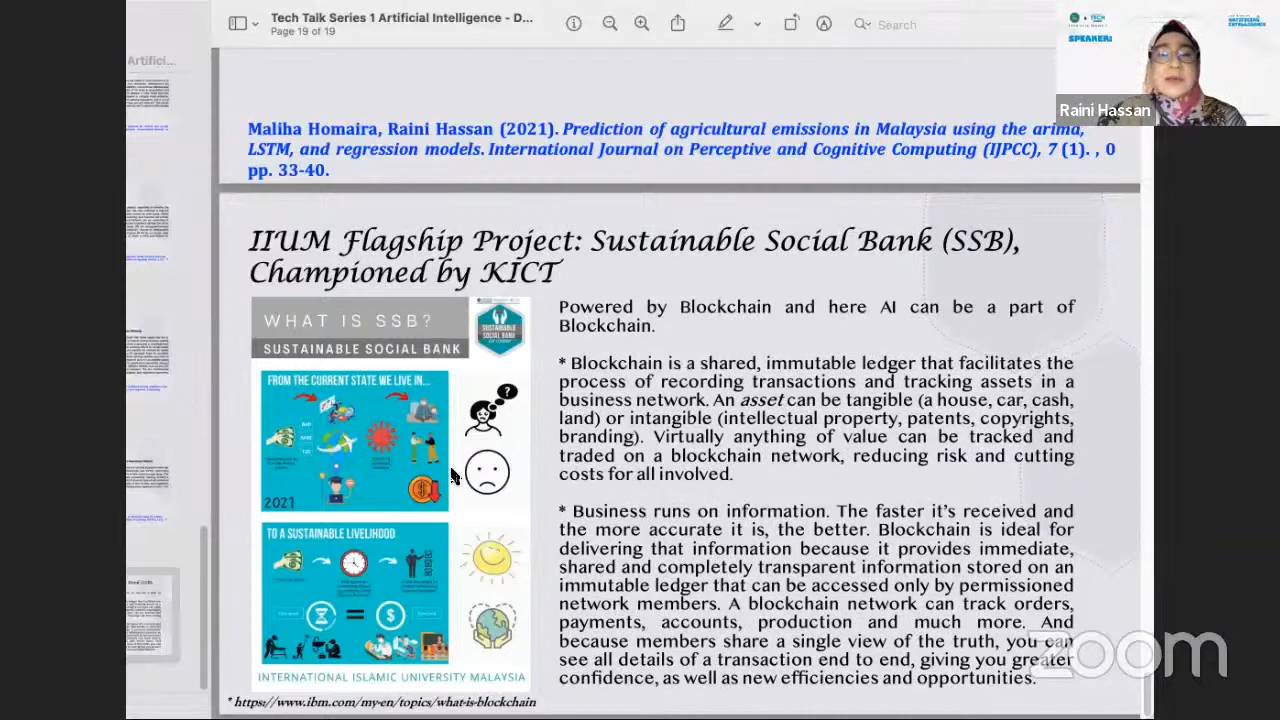 Tech Talk Series 1 Artificial Intelligence - D...
Page 19 of 19
Search
Artifici...
SPEAKER:
Raini Hassan
Maliha Homaira, Raini Hassan (2021). Prediction of agricultural emissions in Malaysia using the arima,
LSTM, and regression models. International Journal on Perceptive and Cognitive Computing (IJPCC), 7 (1). , 0
pp. 33-40.
IIUM Flagship Project: Sustainable Social Bank (SSB),
Championed by KICT
WHAT IS SSB?
SUSTAINABLE SOCIAL BANK
SUSTAINABLE
SOCIAL BANK
FROM THE CURRENT STATE WE LIVE IN...
?
2021
TO A SUSTAINABLE LIVELIHOOD
=
$
INTERNATIONAL ISLAMIC UNIVERSITY MALAYSIA
Powered by Blockchain and here AI can be a part of
Blockchain.
* Blockchain is a shared, immutable ledger that facilitates the
process of recording transactions and tracking assets in a
business network. An asset can be tangible (a house, car, cash,
land) or intangible (intellectual property, patents, copyrights,
branding). Virtually anything of value can be tracked and
traded on a blockchain network, reducing risk and cutting
costs for all involved.
* Business runs on information. The faster it's received and
the more accurate it is, the better. Blockchain is ideal for
delivering that information because it provides immediate,
shared and completely transparent information stored on an
immutable ledger that can be accessed only by permissioned
network members. A blockchain network can track orders,
payments, accounts, production and much more. And
because members share a single view of the truth, you can
see all details of a transaction end to end, giving you greater
confidence, as well as new efficiencies and opportunities.
zoom
* https://www.ibm.com/my-en/topics/what-is-blockchain